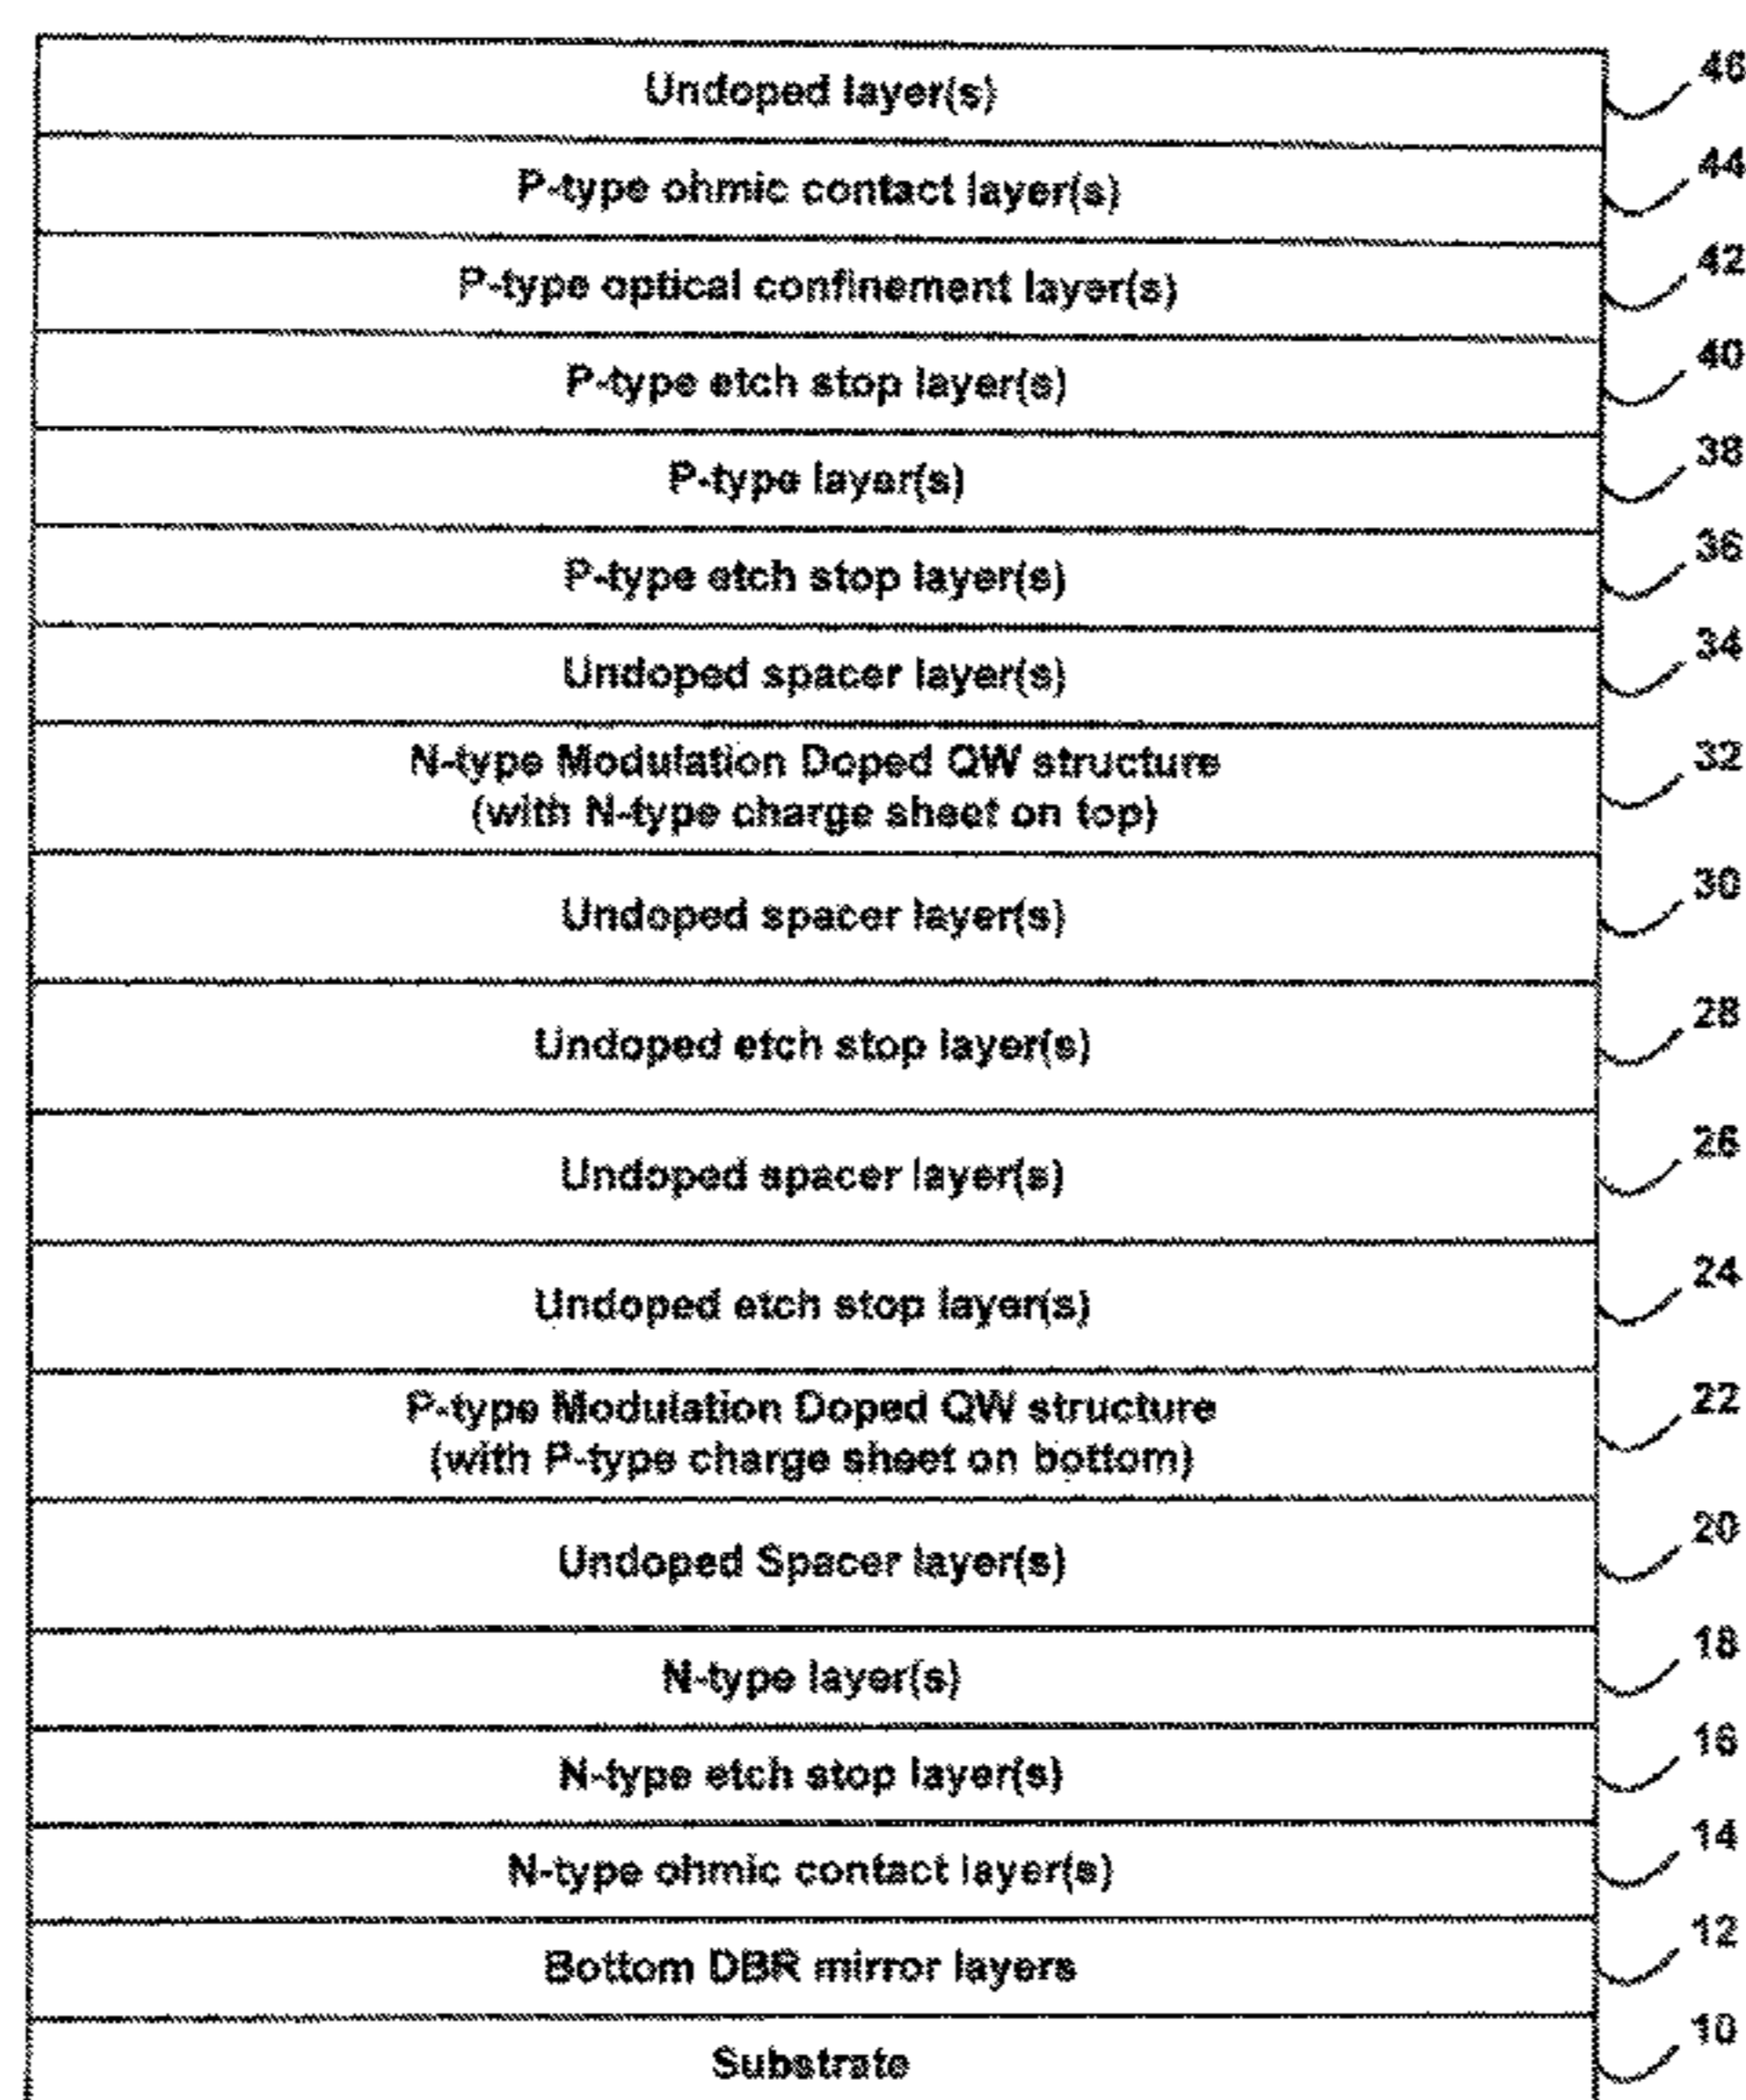 Undoped layer(s) 46
P-type ohmic contact layer(s) 44
P-type optical confinement layer(s) 42
P-type etch stop layer(s) 40
P-type layer(s) 38
P-type etch stop layer(s) 36
Undoped spacer layer(s) 34
N-type Modulation Doped QW structure 32
(with N-type charge sheet on top)
Undoped spacer layer(s) 30
Undoped etch stop layer(s) 28
Undoped spacer layer(s) 26
Undoped etch stop layer(s) 24
P-type Modulation Doped QW structure 22
(with P-type charge sheet on bottom)
Undoped Spacer layer(s) 20
N-type layer(s) 18
N-type etch stop layer(s) 16
N-type ohmic contact layer(s) 14
Bottom DBR mirror layers 12
Substrate 10